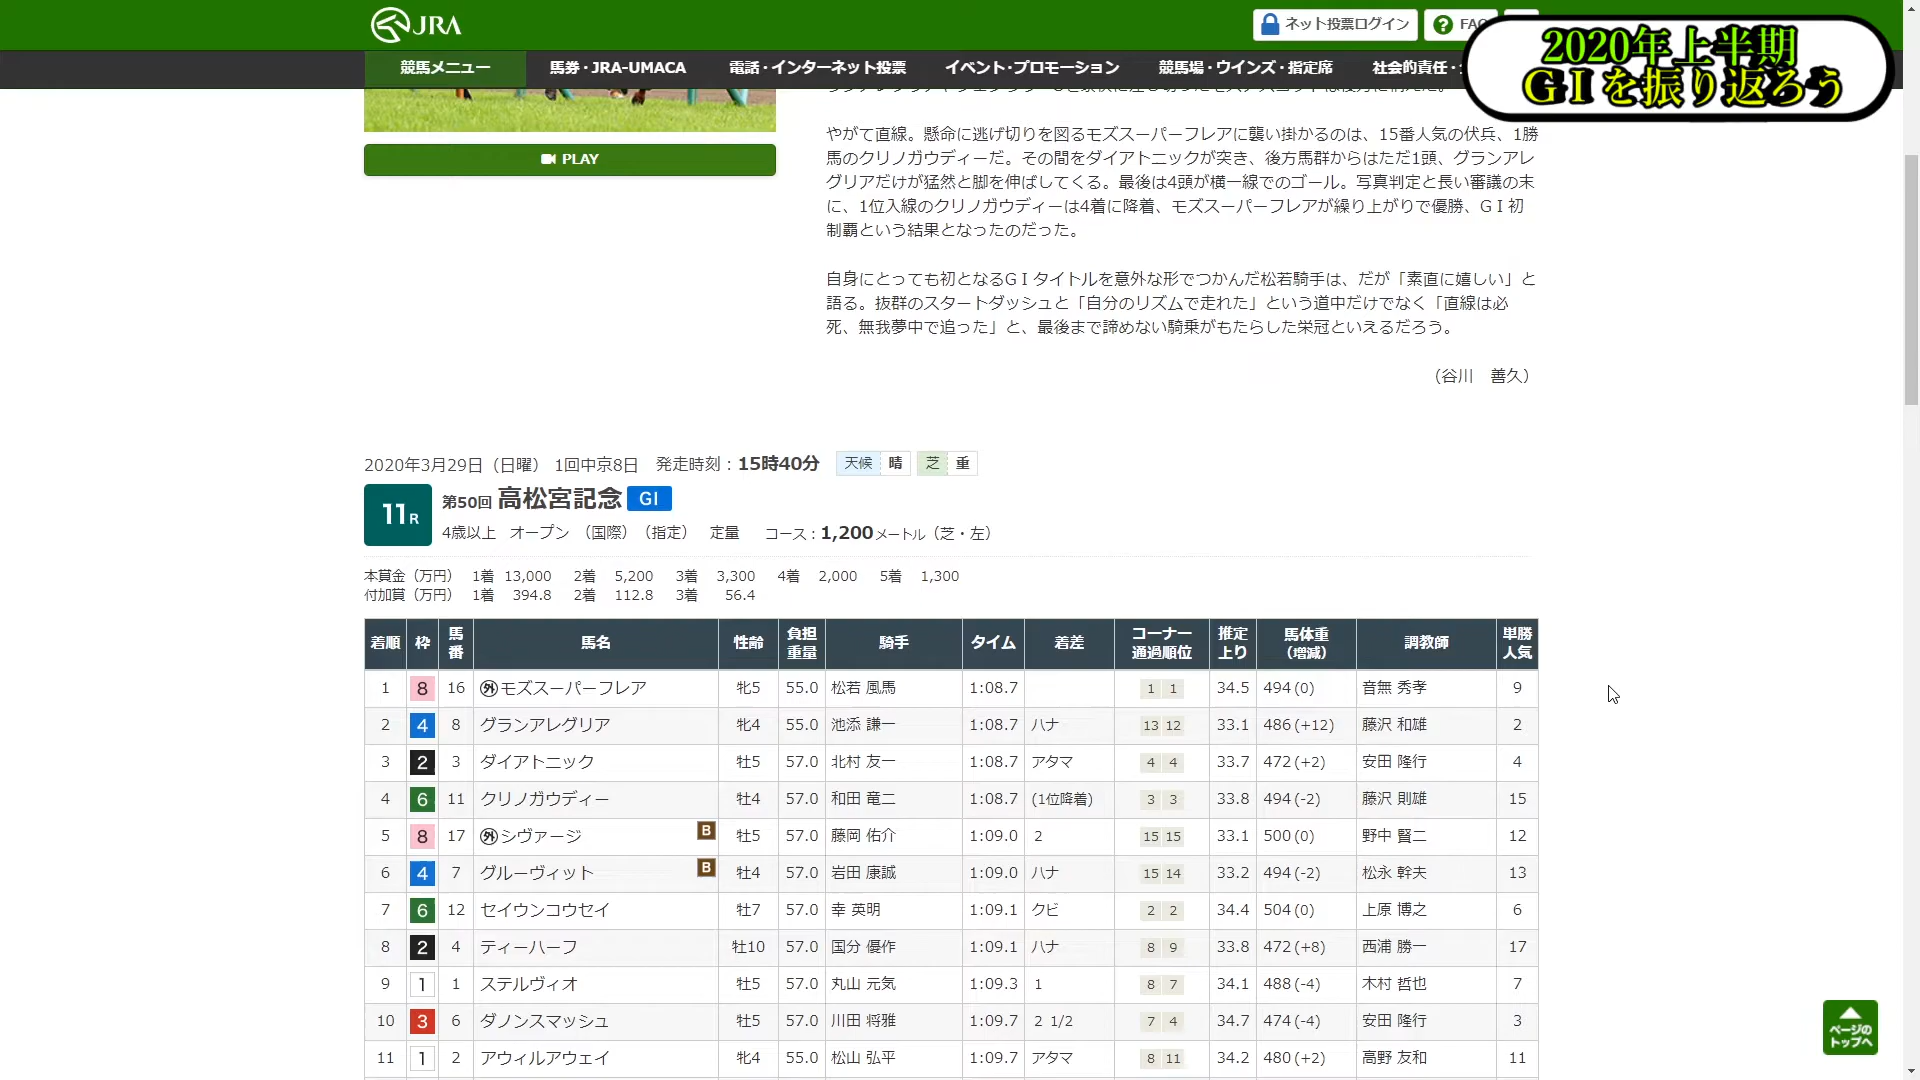 JRA
ネット投票ログイン
FAQ
2020年上半期
GⅠを振り返ろう
競馬メニュー
馬券・JRA-UMACA
電話・インターネット投票
イベント・プロモーション
競馬場・ウインズ・指定席
社会的責任・
PLAY
やがて直線。懸命に逃げ切りを図るモズスーパーフレアに襲い掛かるのは、15番人気の伏兵、1勝
馬のクリノガウディーだ。その間をダイアトニックが突き、後方馬群からはただ1頭、グランアレ
グリアだけが猛然と脚を伸ばしてくる。最後は4頭が横一線でのゴール。写真判定と長い審議の末
に、1位入線のクリノガウディーは4着に降着、モズスーパーフレアが繰り上がりで優勝、GⅠ初
制覇という結果となったのだった。
自身にとっても初となるGⅠタイトルを意外な形でつかんだ松若騎手は、だが「素直に嬉しい」と
語る。抜群のスタートダッシュと「自分のリズムで走れた」という道中だけでなく「直線は必
死、無我夢中で追った」と、最後まで諦めない騎乗がもたらした栄冠といえるだろう。
（谷川　善久）
2020年3月29日（日曜） 1回中京8日 発走時刻：15時40分 天候 晴 芝 重
11R 第50回 高松宮記念 GⅠ
4歳以上 オープン （国際）（指定） 定量 コース：1,200メートル（芝・左）
本賞金（万円） 1着 13,000 2着 5,200 3着 3,300 4着 2,000 5着 1,300
付加賞（万円） 1着 394.8 2着 112.8 3着 56.4
着順 枠 馬番 馬名 性齢 負担重量 騎手 タイム 着差 コーナー通過順位 推定上り 馬体重（増減） 調教師 単勝人気
1 8 16 外 モズスーパーフレア 牝5 55.0 松若 風馬 1:08.7 1 1 34.5 494(0) 音無 秀孝 9
2 4 8 グランアレグリア 牝4 55.0 池添 謙一 1:08.7 ハナ 13 12 33.1 486(+12) 藤沢 和雄 2
3 2 3 ダイアトニック 牡5 57.0 北村 友一 1:08.7 アタマ 4 4 33.7 472(+2) 安田 隆行 4
4 6 11 クリノガウディー 牡4 57.0 和田 竜二 1:08.7 (1位降着) 3 3 33.8 494(-2) 藤沢 則雄 15
5 8 17 外 シヴァージ B 牡5 57.0 藤岡 佑介 1:09.0 2 15 15 33.1 500(0) 野中 賢二 12
6 4 7 グルーヴィット B 牡4 57.0 岩田 康誠 1:09.0 ハナ 15 14 33.2 494(-2) 松永 幹夫 13
7 6 12 セイウンコウセイ 牡7 57.0 幸 英明 1:09.1 クビ 2 2 34.4 504(0) 上原 博之 6
8 2 4 ティーハーフ 牡10 57.0 国分 優作 1:09.1 ハナ 8 9 33.8 472(+8) 西浦 勝一 17
9 1 1 ステルヴィオ 牡5 57.0 丸山 元気 1:09.3 1 8 7 34.1 488(-4) 木村 哲也 7
10 3 6 ダノンスマッシュ 牡5 57.0 川田 将雅 1:09.7 2 1/2 7 4 34.7 474(-4) 安田 隆行 3
11 1 2 アウィルアウェイ 牝4 55.0 松山 弘平 1:09.7 アタマ 8 11 34.2 480(+2) 高野 友和 11
ページの
トップへ